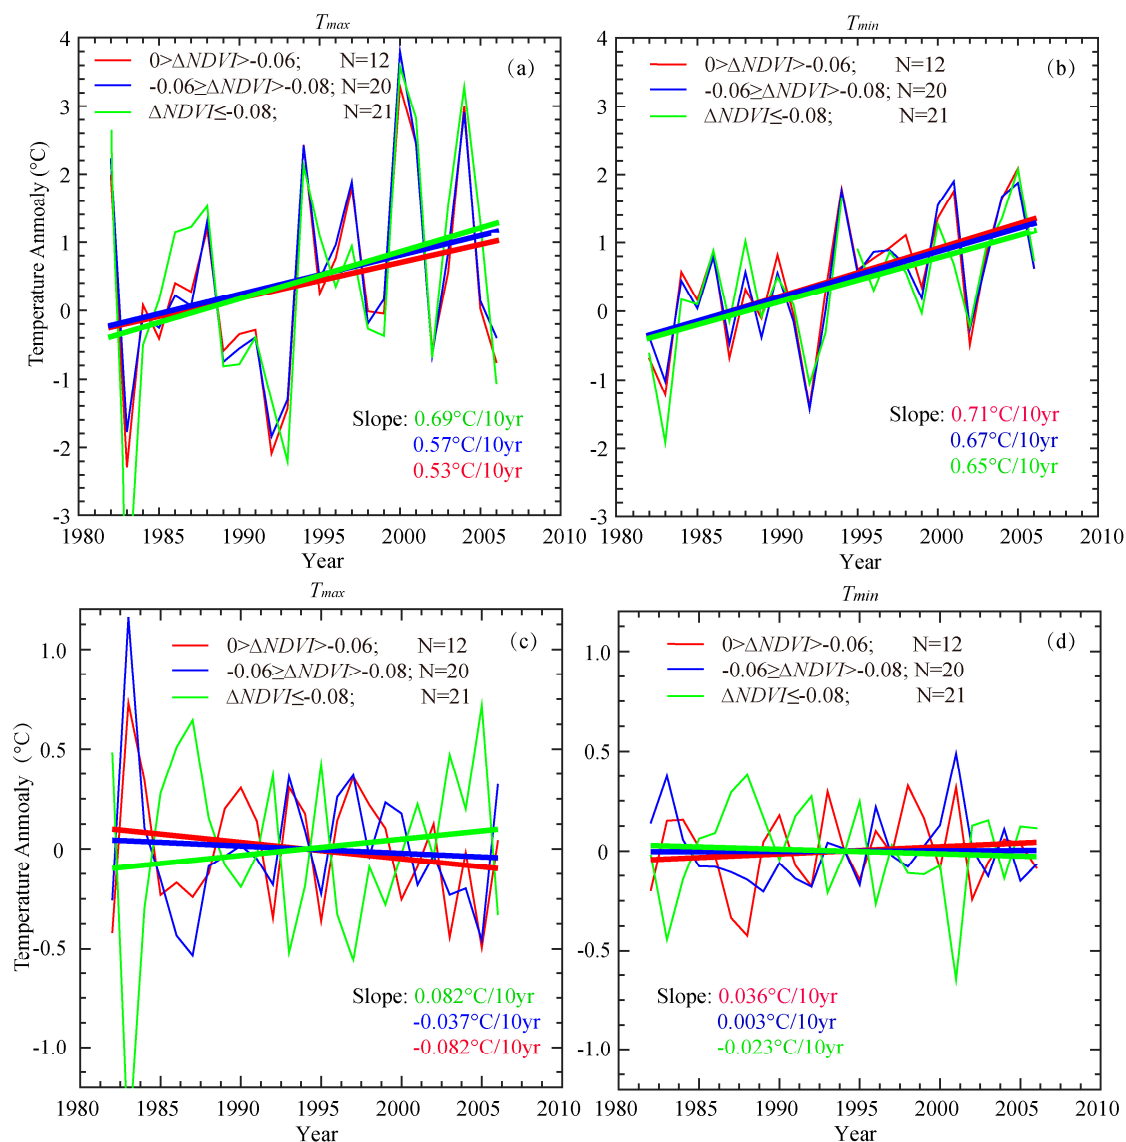 Tmax
Tmin
4
3
2
1
0
-1
-2
-3
Temperature Anmoaly (°C)
0>ΔNDVI>-0.06; N=12
-0.06≥ΔNDVI>-0.08; N=20
ΔNDVI≤-0.08; N=21
(a)
Slope: 0.69°C/10yr
0.57°C/10yr
0.53°C/10yr
1980 1985 1990 1995 2000 2005 2010
Year
4
3
2
1
0
-1
-2
-3
0>ΔNDVI>-0.06; N=12
-0.06≥ΔNDVI>-0.08; N=20
ΔNDVI≤-0.08; N=21
(b)
Slope: 0.71°C/10yr
0.67°C/10yr
0.65°C/10yr
1980 1985 1990 1995 2000 2005 2010
Year
Tmax
Tmin
1.0
0.5
0
-0.5
-1.0
Temperature Anmoaly (°C)
0>ΔNDVI>-0.06; N=12
-0.06≥ΔNDVI>-0.08; N=20
ΔNDVI≤-0.08; N=21
(c)
Slope: 0.082°C/10yr
-0.037°C/10yr
-0.082°C/10yr
1980 1985 1990 1995 2000 2005 2010
Year
1.0
0.5
0
-0.5
-1.0
0>ΔNDVI>-0.06; N=12
-0.06≥ΔNDVI>-0.08; N=20
ΔNDVI≤-0.08; N=21
(d)
Slope: 0.036°C/10yr
0.003°C/10yr
-0.023°C/10yr
1980 1985 1990 1995 2000 2005 2010
Year